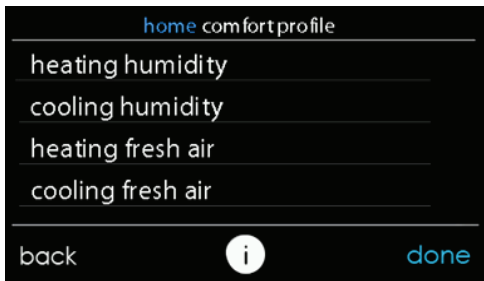 home comfort profile
heating humidity
cooling humidity
heating fresh air
cooling fresh air
back i done